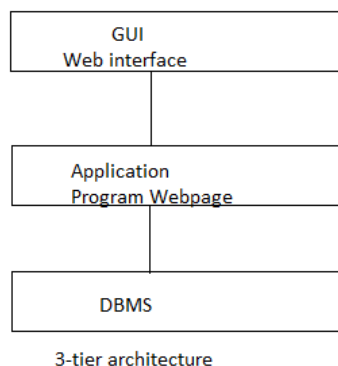 GUI
Web interface
Application
Program Webpage
DBMS
3-tier architecture